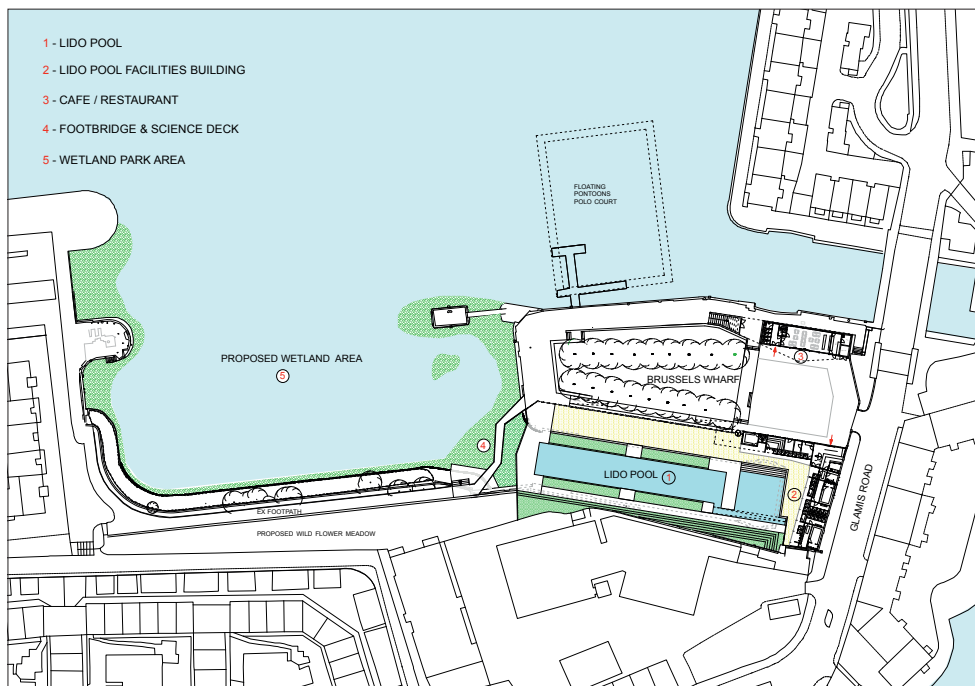 1 - LIDO POOL
2 - LIDO POOL FACILITIES BUILDING
3 - CAFE / RESTAURANT
4 - FOOTBRIDGE & SCIENCE DECK
5 - WETLAND PARK AREA
FLOATING
PONTOONS
POLO COURT
PROPOSED WETLAND AREA
5
3
BRUSSELS WHARF
4
LIDO POOL 1
2
GLAMIS ROAD
EX FOOTPATH
PROPOSED WILD FLOWER MEADOW